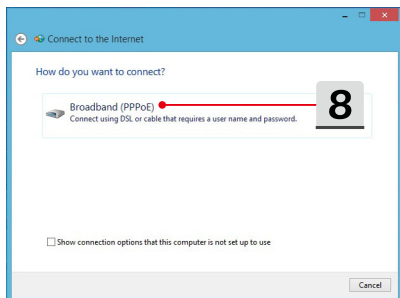 Connect to the Internet
How do you want to connect?
Broadband (PPPoE)
Connect using DSL or cable that requires a user name and password.
8
Show connection options that this computer is not set up to use
Cancel